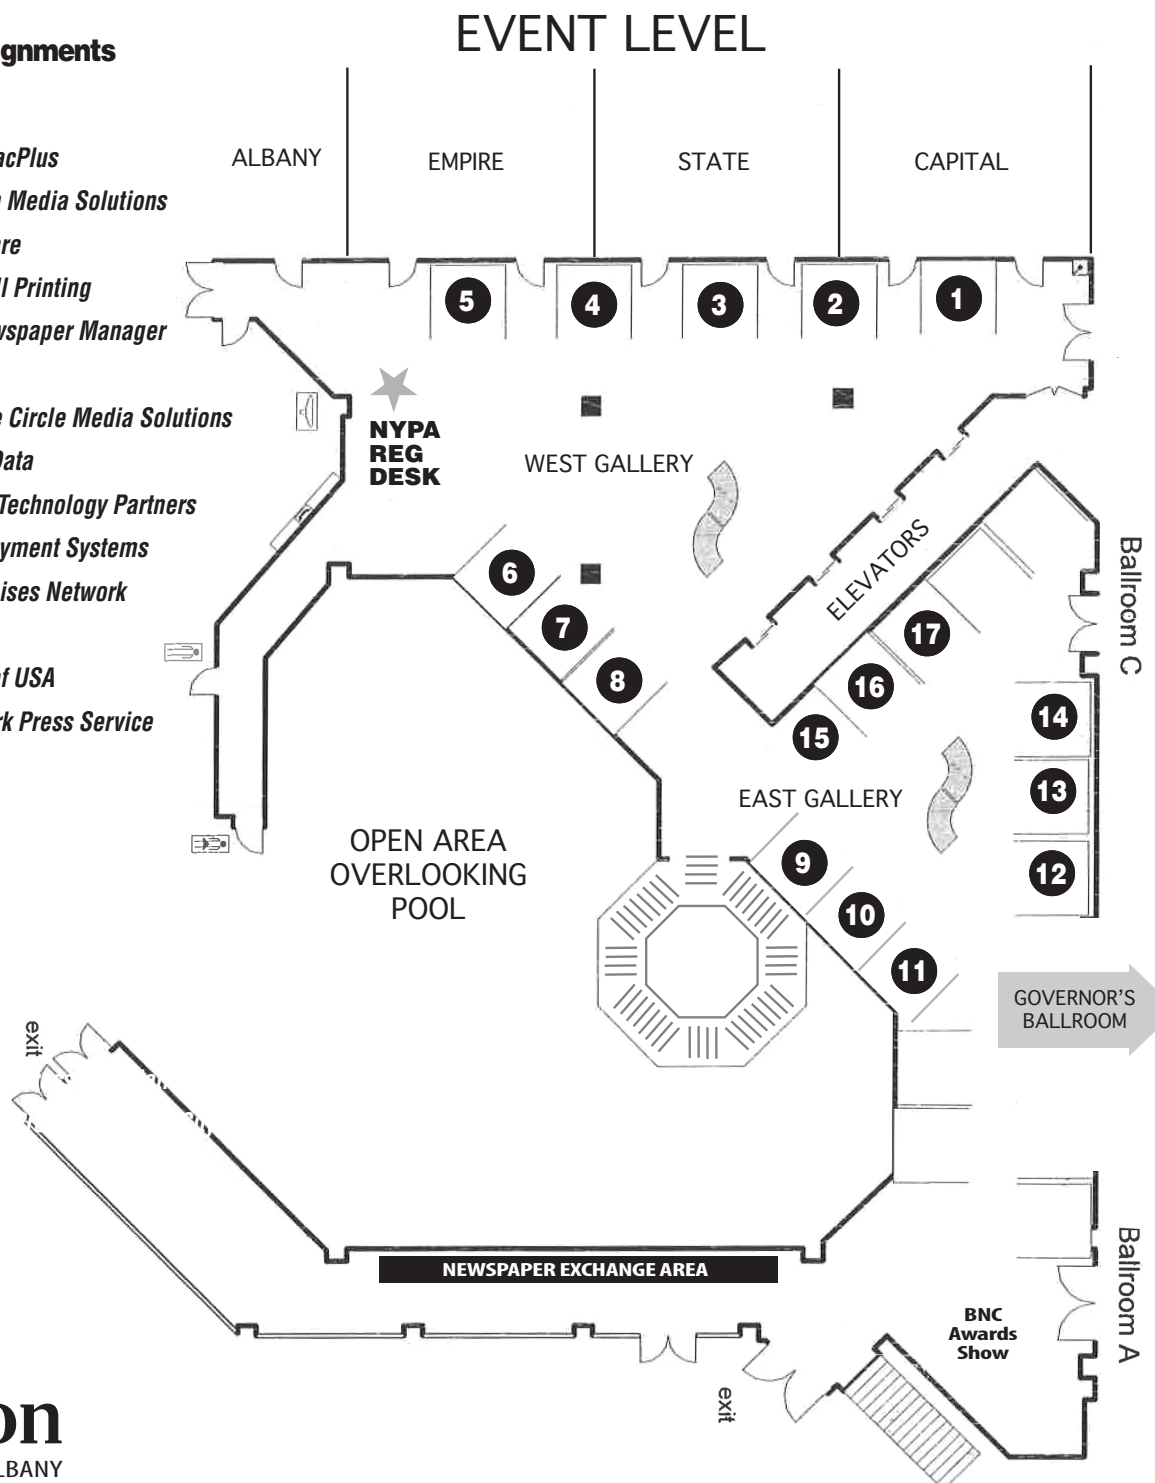 EVENT LEVEL
gnments
acPlus
Media Solutions
re
ll Printing
wspaper Manager
e Circle Media Solutions
Data
Technology Partners
yment Systems
ises Network
f USA
rk Press Service
ALBANY
EMPIRE
STATE
CAPITAL
5
4
3
2
1
NYPA
REG
DESK
WEST GALLERY
ELEVATORS
6
7
8
17
16
15
14
13
12
Ballroom C
EAST GALLERY
9
10
11
OPEN AREA
OVERLOOKING
POOL
GOVERNOR'S
BALLROOM
exit
NEWSPAPER EXCHANGE AREA
BNC
Awards
Show
Ballroom A
exit
on
LBANY